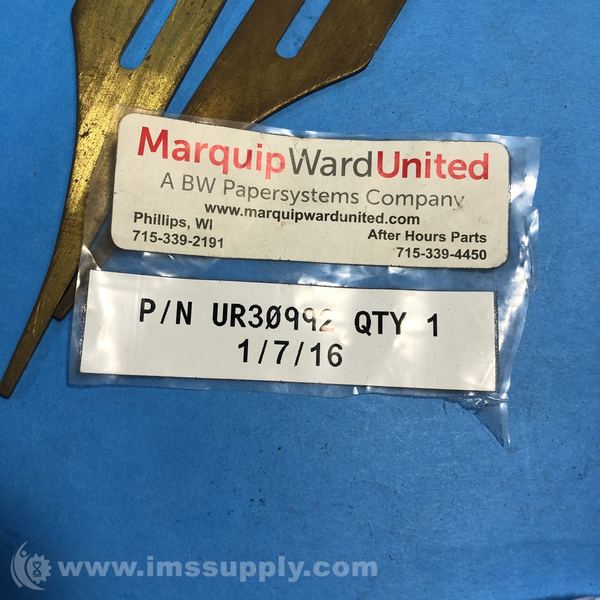 MarquipWardUnited
A BW Papersystems Company
www.marquipwardunited.com
Phillips, WI
715-339-2191
After Hours Parts
715-339-4450
P/N UR30992 QTY 1
1/7/16
www.imssupply.com